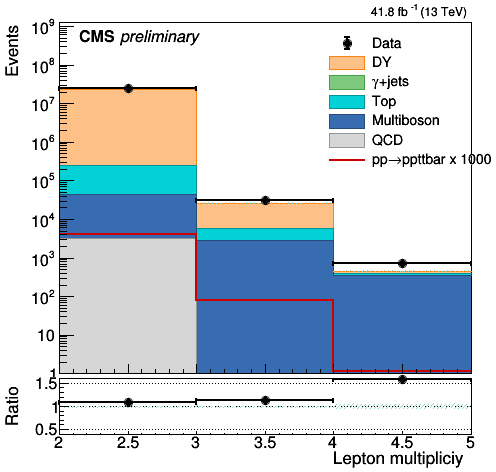 41.8 fb⁻¹ (13 TeV)
CMS preliminary
Events
10⁹
10⁸
10⁷
10⁶
10⁵
10⁴
10³
10²
10
1
Data
DY
γ+jets
Top
Multiboson
QCD
pp→ppttbar x 1000
Ratio
1.5
1
0.5
2 2.5 3 3.5 4 4.5 5
Lepton multipliciy